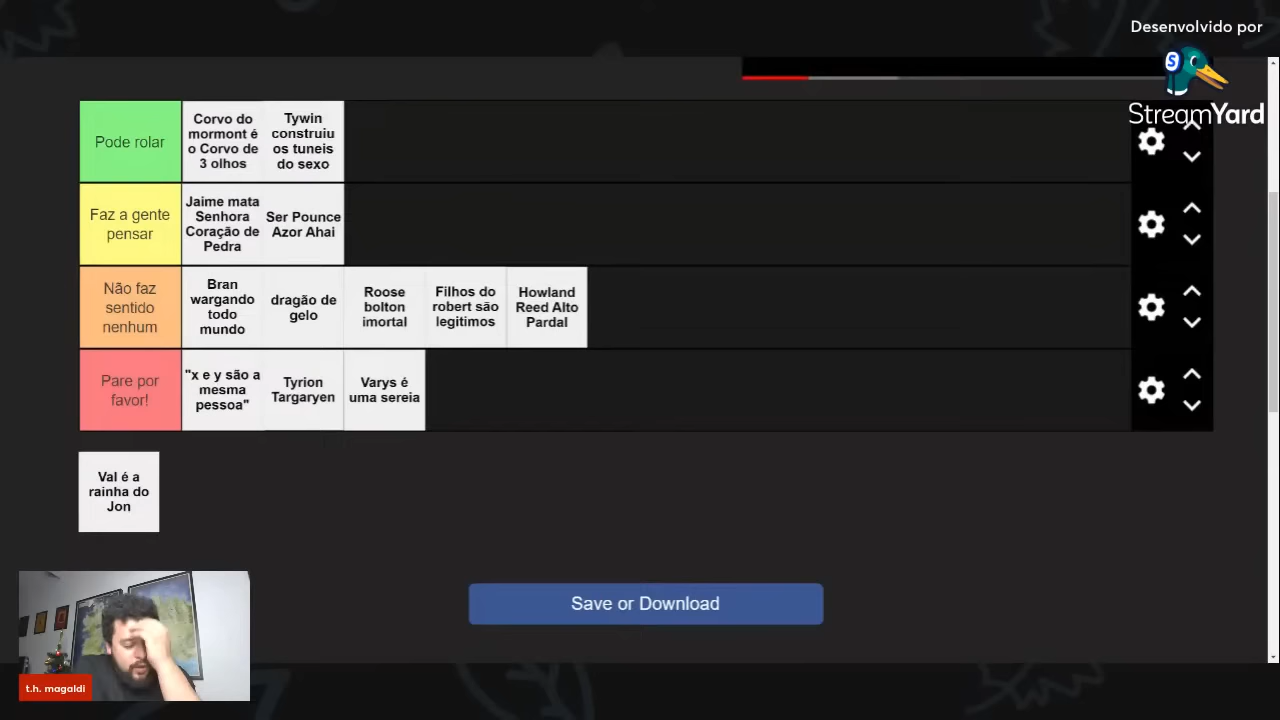 Desenvolvido por
S
StreamYard
Pode rolar
Corvo do
mormont é
o Corvo de
3 olhos
Tywin
construiu
os tuneis
do sexo
Faz a gente
pensar
Jaime mata
Senhora
Coração de
Pedra
Ser Pounce
Azor Ahai
Não faz
sentido
nenhum
Bran
wargando
todo
mundo
dragão de
gelo
Roose
bolton
imortal
Filhos do
robert são
legitimos
Howland
Reed Alto
Pardal
Pare por
favor!
"x e y são a
mesma
pessoa"
Tyrion
Targaryen
Varys é
uma sereia
Val é a
rainha do
Jon
Save or Download
t.h. magaldi